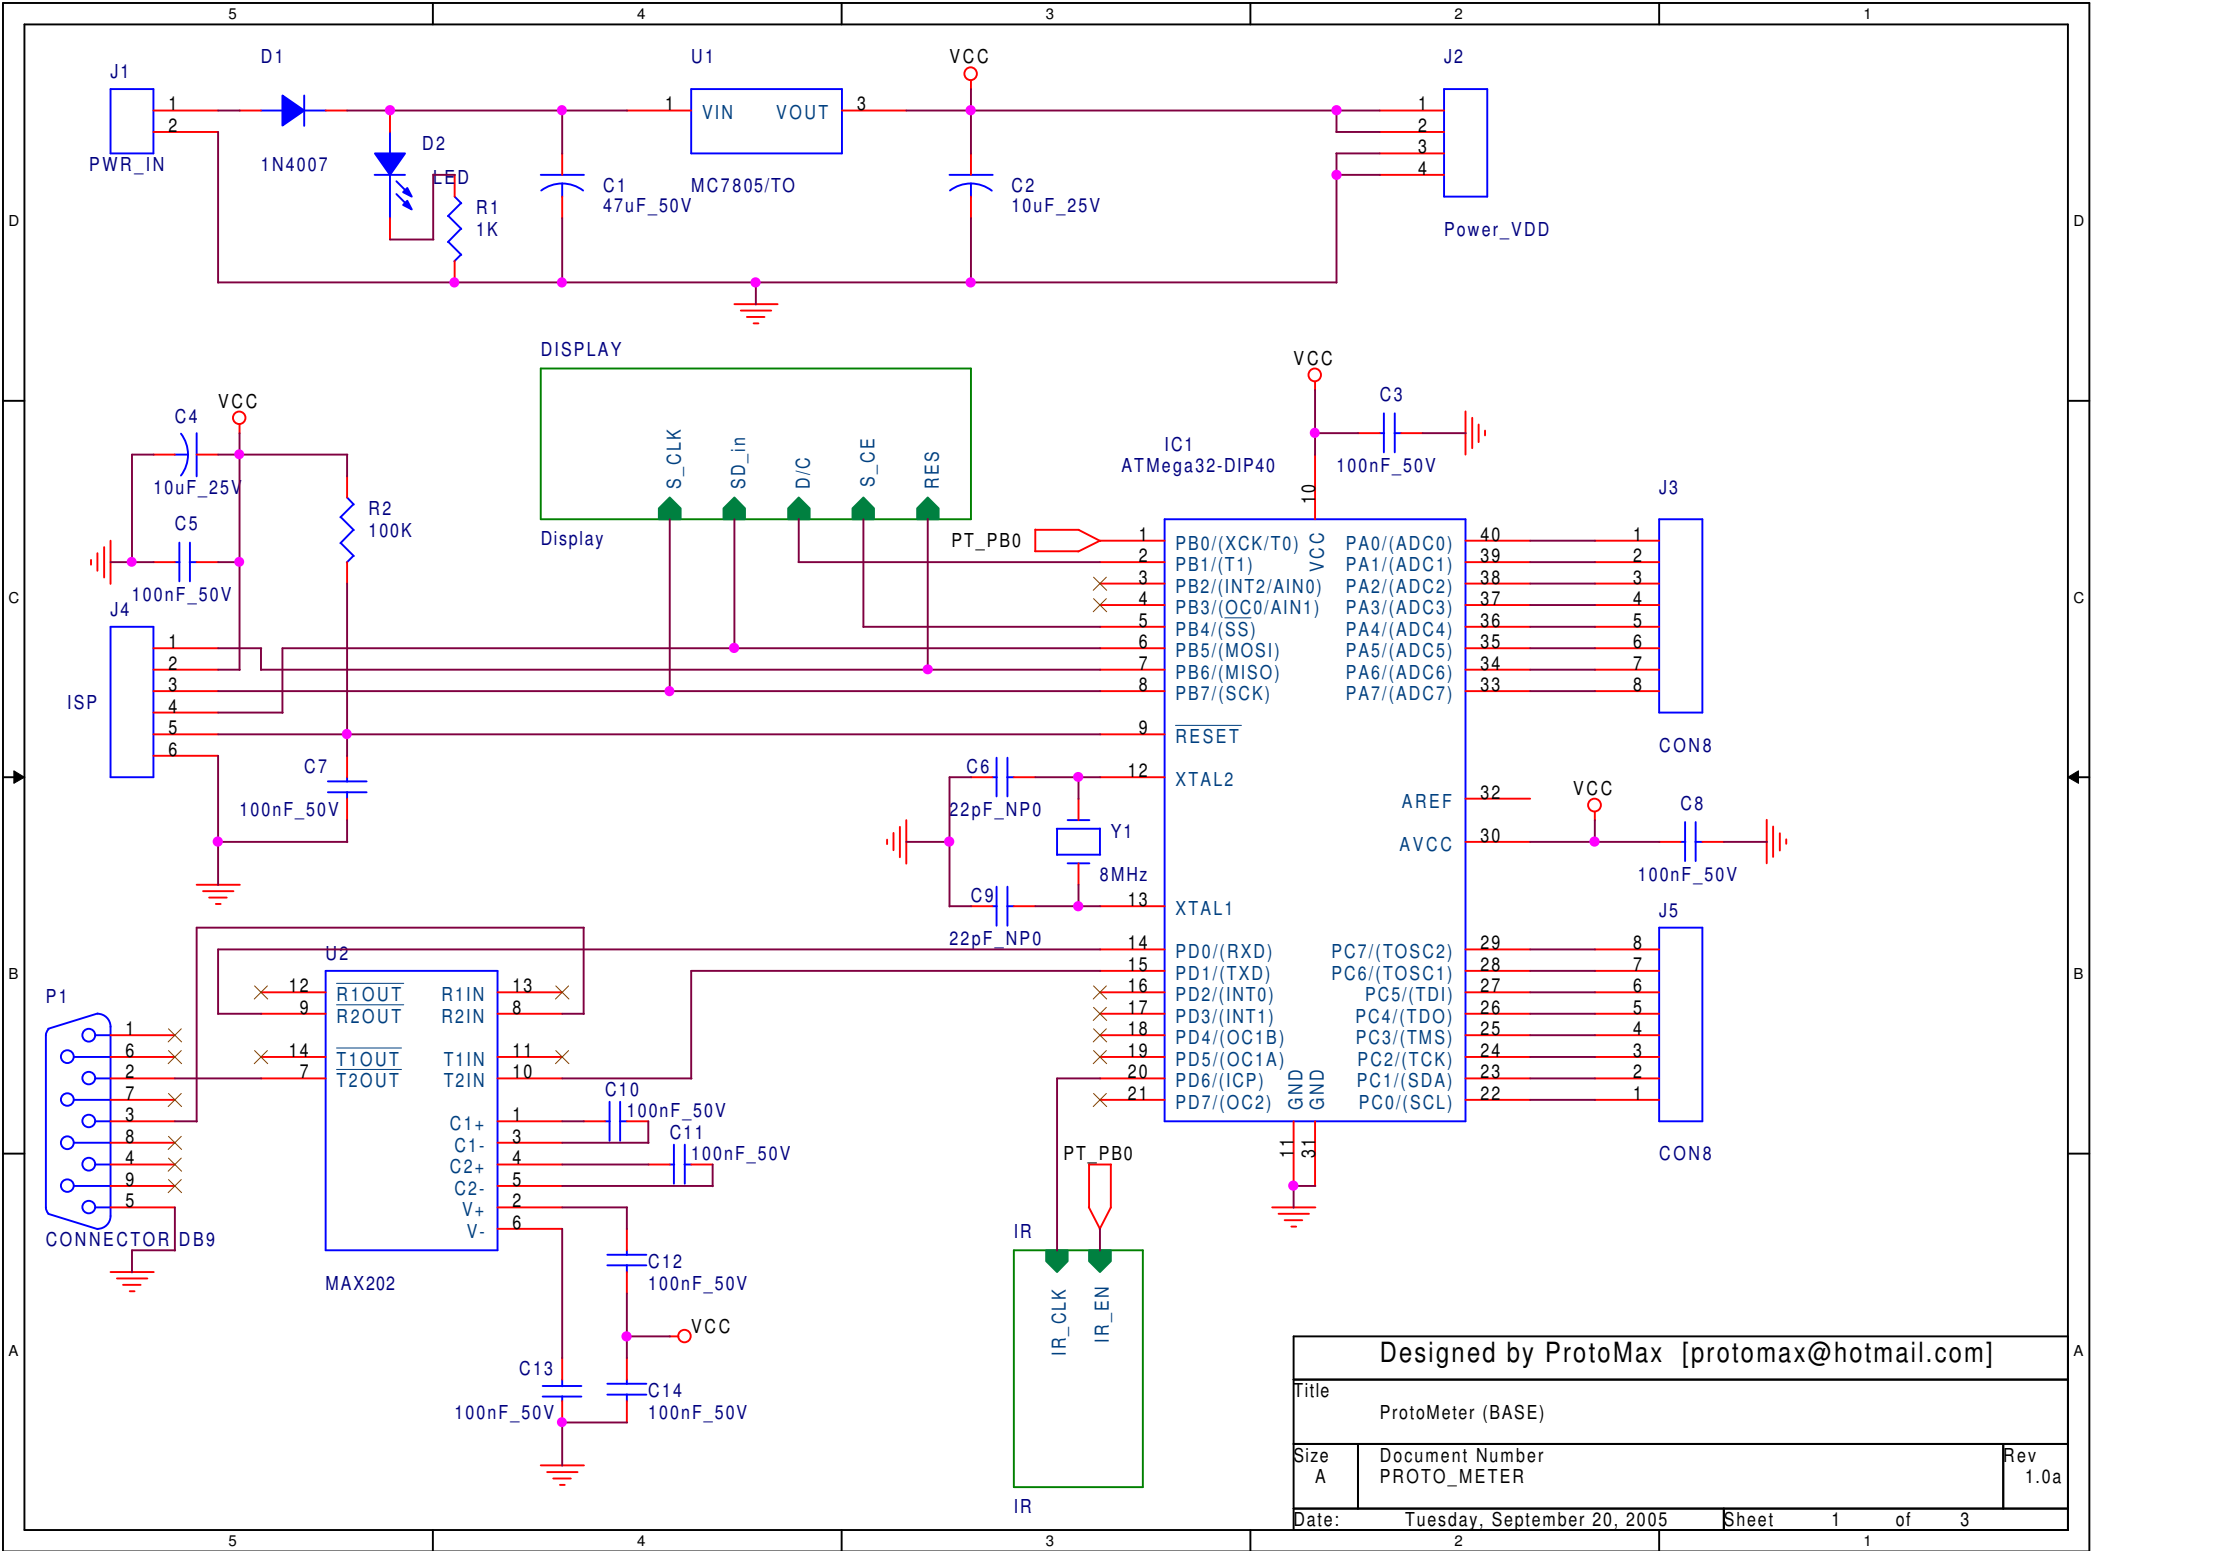 5 4 3 2 1
D
C
B
A
D
C
B
A
5 4 3 2 1
J1
1
2
PWR_IN
D1
1N4007
D2
LED
R1
1K
C1
47uF_50V
U1
1 VIN VOUT 3
MC7805/TO
VCC
C2
10uF_25V
J2
1
2
3
4
Power_VDD
DISPLAY
S_CLK
SD_in
D/C
S_CE
RES
Display
VCC
C4
10uF_25V
C5
100nF_50V
R2
100K
J4
ISP
1
2
3
4
5
6
C7
100nF_50V
VCC
C3
100nF_50V
IC1
ATMega32-DIP40
PT_PB0
10
VCC
1 PB0/(XCK/T0) PA0/(ADC0) 40
2 PB1/(T1) PA1/(ADC1) 39
3 PB2/(INT2/AIN0) PA2/(ADC2) 38
4 PB3/(OC0/AIN1) PA3/(ADC3) 37
5 PB4/(SS) PA4/(ADC4) 36
6 PB5/(MOSI) PA5/(ADC5) 35
7 PB6/(MISO) PA6/(ADC6) 34
8 PB7/(SCK) PA7/(ADC7) 33
9 RESET
12 XTAL2
AREF 32
AVCC 30
13 XTAL1
14 PD0/(RXD) PC7/(TOSC2) 29
15 PD1/(TXD) PC6/(TOSC1) 28
16 PD2/(INT0) PC5/(TDI) 27
17 PD3/(INT1) PC4/(TDO) 26
18 PD4/(OC1B) PC3/(TMS) 25
19 PD5/(OC1A) PC2/(TCK) 24
20 PD6/(ICP) PC1/(SDA) 23
21 PD7/(OC2) PC0/(SCL) 22
GND
GND
11
31
J3
1
2
3
4
5
6
7
8
CON8
C6
22pF_NP0
Y1
8MHz
C9
22pF_NP0
VCC
C8
100nF_50V
J5
8
7
6
5
4
3
2
1
CON8
P1
1
6
2
7
3
8
4
9
5
CONNECTOR DB9
U2
12 R1OUT R1IN 13
9 R2OUT R2IN 8
14 T1OUT T1IN 11
7 T2OUT T2IN 10
C1+ 1
C1- 3
C2+ 4
C2- 5
V+ 2
V- 6
MAX202
C10
100nF_50V
C11
100nF_50V
C12
100nF_50V
VCC
C13
100nF_50V
C14
100nF_50V
PT_PB0
IR
IR_CLK
IR_EN
IR
Designed by ProtoMax [protomax@hotmail.com]
Title
ProtoMeter (BASE)
Size Document Number Rev
A PROTO_METER 1.0a
Date: Tuesday, September 20, 2005 Sheet 1 of 3